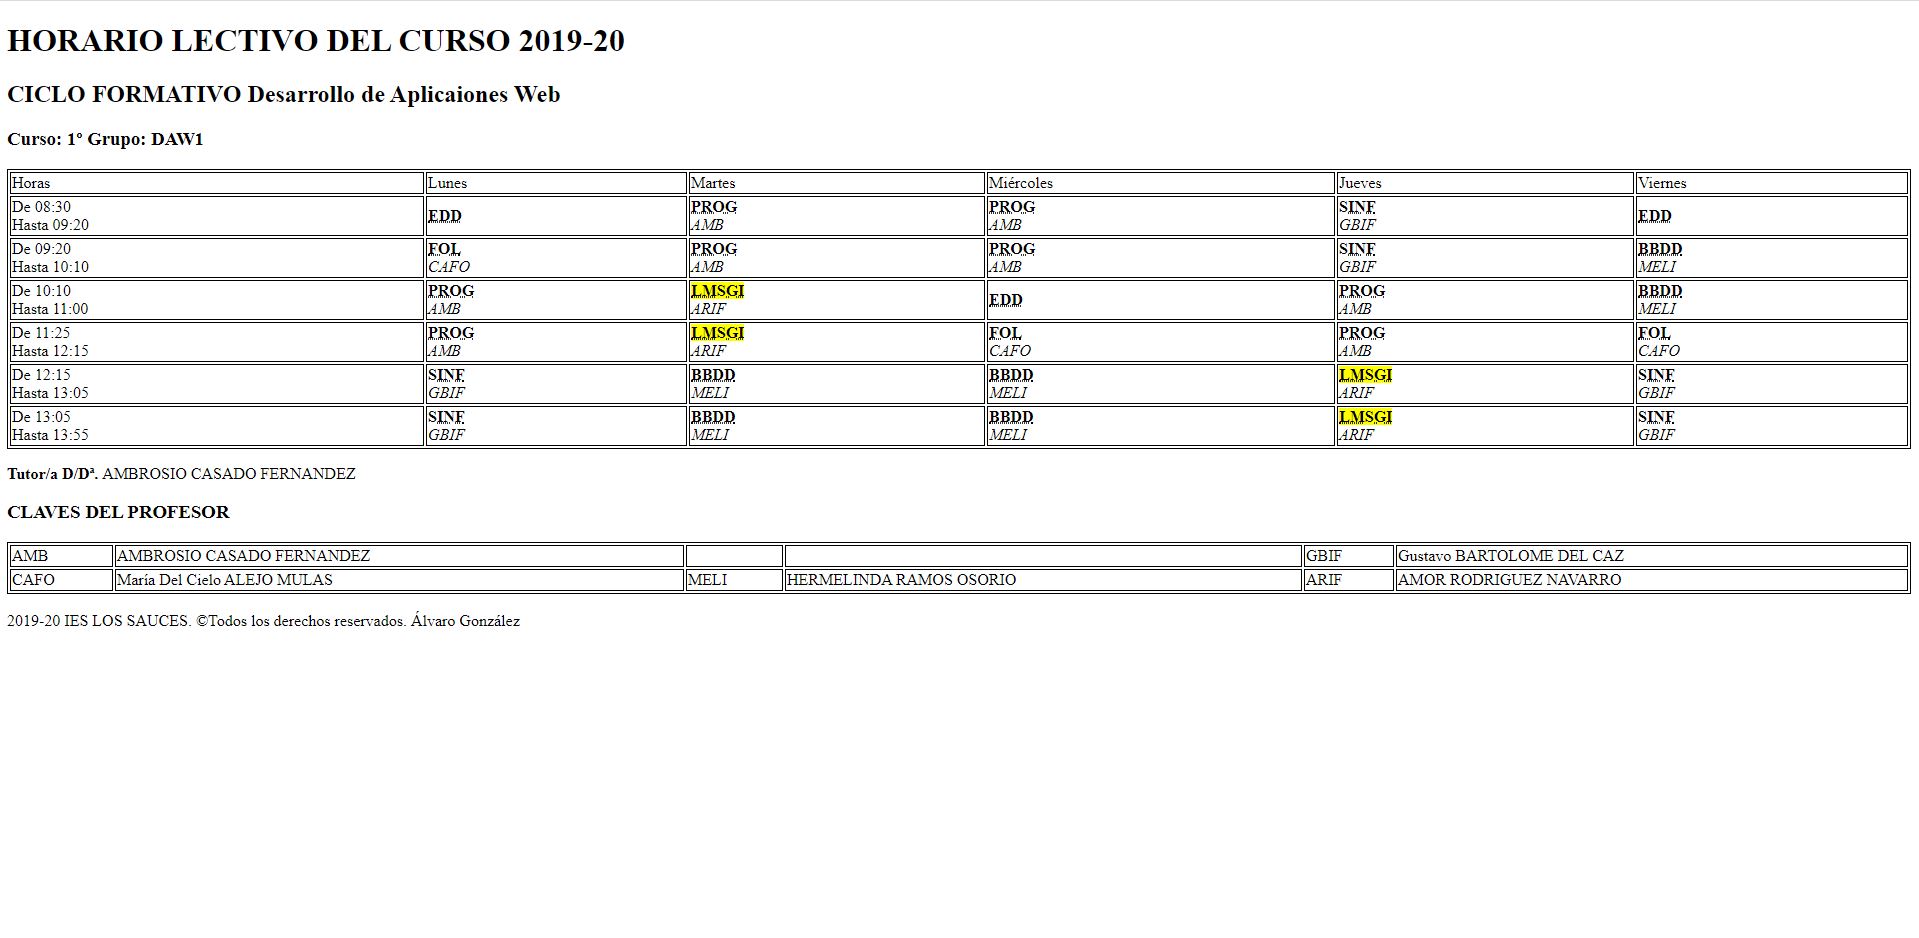 HORARIO LECTIVO DEL CURSO 2019-20
CICLO FORMATIVO Desarrollo de Aplicaiones Web
Curso: 1º Grupo: DAW1
Horas Lunes Martes Miércoles Jueves Viernes
De 08:30 EDD PROG PROG SINF EDD
Hasta 09:20 AMB AMB GBIF
De 09:20 FOL PROG PROG SINF BBDD
Hasta 10:10 CAFO AMB AMB GBIF MELI
De 10:10 PROG LMSGI EDD PROG BBDD
Hasta 11:00 AMB ARIF AMB MELI
De 11:25 PROG LMSGI FOL PROG FOL
Hasta 12:15 AMB ARIF CAFO AMB CAFO
De 12:15 SINF BBDD BBDD LMSGI SINF
Hasta 13:05 GBIF MELI MELI ARIF GBIF
De 13:05 SINF BBDD BBDD LMSGI SINF
Hasta 13:55 GBIF MELI MELI ARIF GBIF
Tutor/a D/Dª. AMBROSIO CASADO FERNANDEZ
CLAVES DEL PROFESOR
AMB AMBROSIO CASADO FERNANDEZ GBIF Gustavo BARTOLOME DEL CAZ
CAFO María Del Cielo ALEJO MULAS MELI HERMELINDA RAMOS OSORIO ARIF AMOR RODRIGUEZ NAVARRO
2019-20 IES LOS SAUCES. ©Todos los derechos reservados. Álvaro González